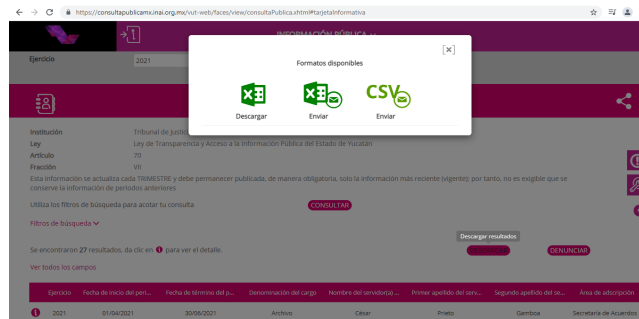 https://consultapublicamx.inai.org.mx/vut-web/faces/view/consultaPublica.xhtml#tarjetaInformativa
INFORMACIÓN PÚBLICA
Ejercicio
2021
[x]
Formatos disponibles
CSV
Descargar Enviar Enviar
Institución Tribunal de Justic
Ley Ley de Transparencia y Acceso a la Información Pública del Estado de Yucatán
Artículo 70
Fracción VII
Esta información se actualiza cada TRIMESTRE y debe permanecer publicada, de manera obligatoria, solo la información más reciente (vigente); por tanto, no es exigible que se
conserve la información de periodos anteriores
Utiliza los filtros de búsqueda para acotar tu consulta
CONSULTAR
Filtros de búsqueda
Descargar resultados
Se encontraron 27 resultados, da clic en i para ver el detalle.
DENUNCIAR
Ver todos los campos
Ejercicio Fecha de inicio del peri... Fecha de término del p... Denominación del cargo Nombre del servidor(a) ... Primer apellido del serv... Segundo apellido del se... Área de adscripción
2021 01/04/2021 30/06/2021 Archivo César Prieto Gamboa Secretaría de Acuerdos